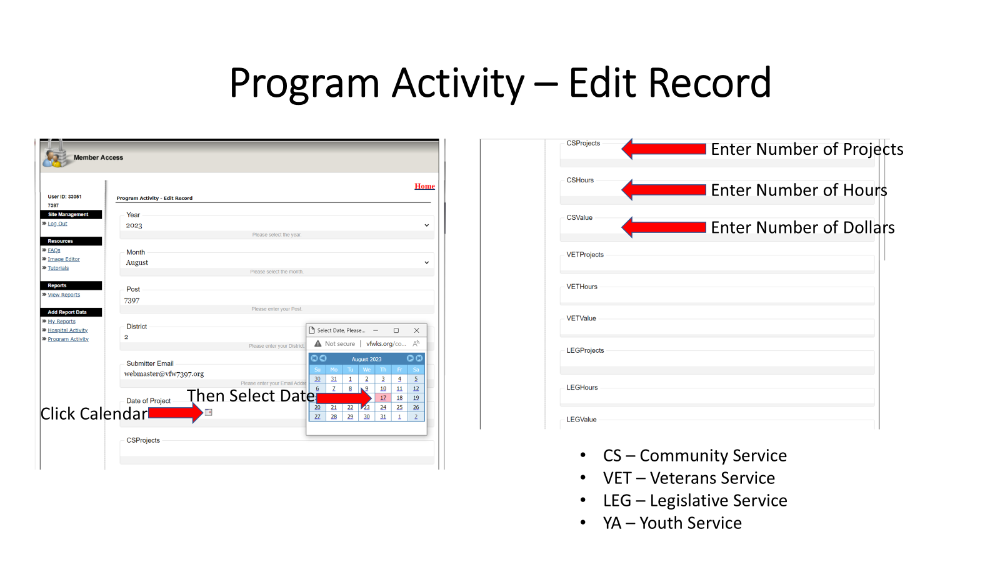 Program Activity – Edit Record
Member Access
Home
User ID: 33051
7397
Site Management
Log Out
Resources
FAQs
Image Editor
Tutorials
Reports
View Reports
Add Report Data
My Reports
Hospital Activity
Program Activity
Program Activity - Edit Record
Year
2023
Please select the year.
Month
August
Please select the month.
Post
7397
Please enter your Post
District
2
Please enter your District
Submitter Email
webmaster@vfw7397.org
Please enter your Email Addre
Date of Project
Click Calendar
Then Select Date
CSProjects
Select Date, Please...
Not secure | vfwks.org/co...
August 2023
Su Mo Tu We Th Fr Sa
30 31 1 2 3 4 5
6 7 8 9 10 11 12
17 18 19
20 21 22 23 24 25 26
27 28 29 30 31 1 2
CSProjects
Enter Number of Projects
CSHours
Enter Number of Hours
CSValue
Enter Number of Dollars
VETProjects
VETHours
VETValue
LEGProjects
LEGHours
LEGValue
• CS – Community Service
• VET – Veterans Service
• LEG – Legislative Service
• YA – Youth Service